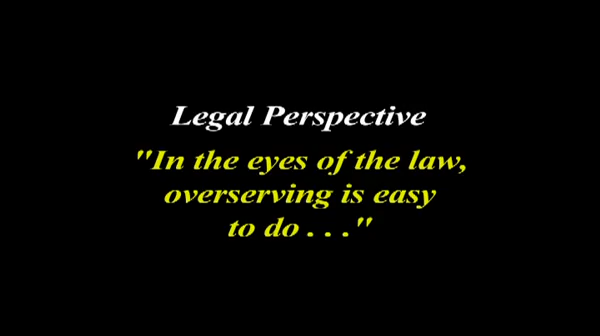 Legal Perspective
"In the eyes of the law,
overserving is easy
to do . . ."